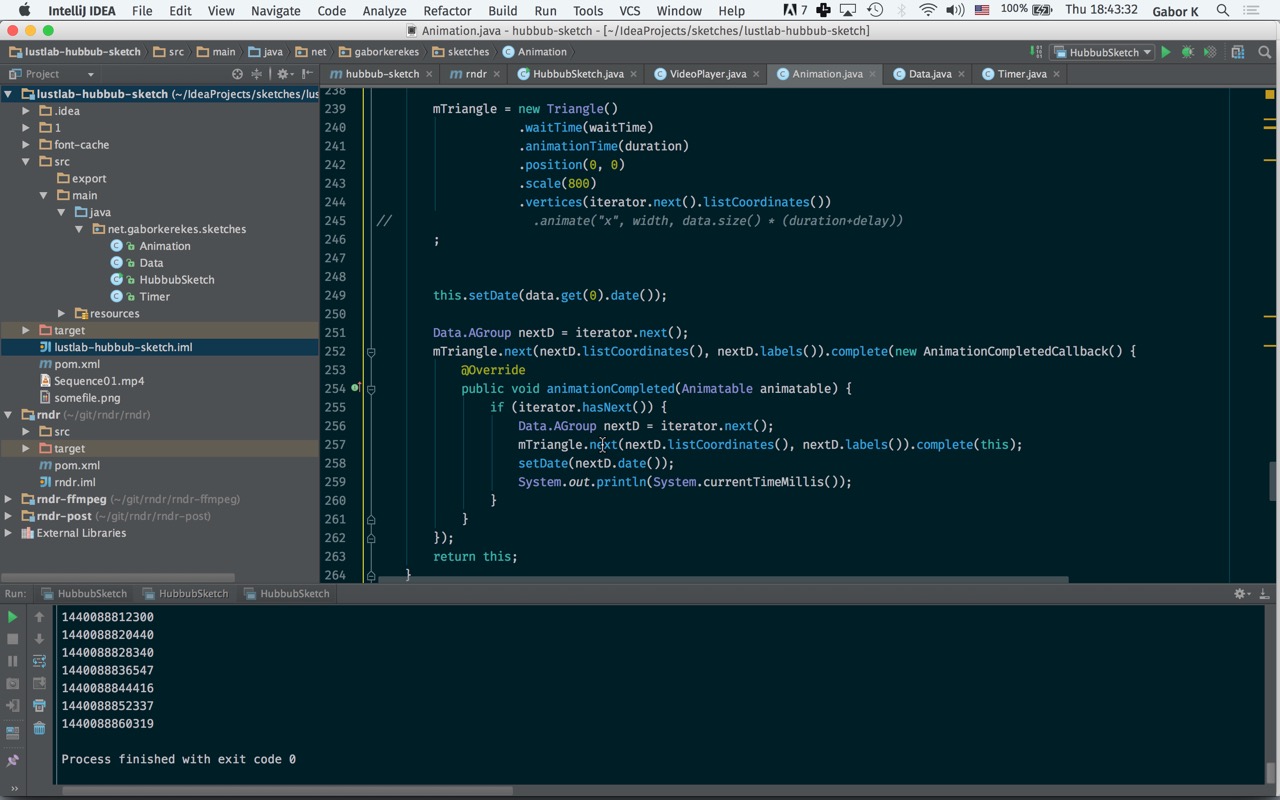 IntelliJ IDEA File Edit View Navigate Code Analyze Refactor Build Run Tools VCS Window Help 7 100% Thu 18:43:32 Gabor K
Animation.java - hubbub-sketch - [~/IdeaProjects/sketches/lustlab-hubbub-sketch]
lustlab-hubbub-sketch src main java net gaborkerekes sketches Animation HubbubSketch
Project hubbub-sketch rndr HubbubSketch.java VideoPlayer.java Animation.java Data.java Timer.java
lustlab-hubbub-sketch (~/IdeaProjects/sketches/lus
.idea
1
font-cache
src
export
main
java
net.gaborkerekes.sketches
Animation
Data
HubbubSketch
Timer
resources
target
lustlab-hubbub-sketch.iml
pom.xml
Sequence01.mp4
somefile.png
rndr (~/git/rndr/rndr)
src
target
pom.xml
rndr.iml
rndr-ffmpeg (~/git/rndr/rndr-ffmpeg)
rndr-post (~/git/rndr/rndr-post)
External Libraries
238
239 mTriangle = new Triangle()
240 .waitTime(waitTime)
241 .animationTime(duration)
242 .position(0, 0)
243 .scale(800)
244 .vertices(iterator.next().listCoordinates())
245 // .animate("x", width, data.size() * (duration+delay))
246 ;
247
248
249 this.setDate(data.get(0).date());
250
251 Data.AGroup nextD = iterator.next();
252 mTriangle.next(nextD.listCoordinates(), nextD.labels()).complete(new AnimationCompletedCallback() {
253 @Override
254 public void animationCompleted(Animatable animatable) {
255 if (iterator.hasNext()) {
256 Data.AGroup nextD = iterator.next();
257 mTriangle.next(nextD.listCoordinates(), nextD.labels()).complete(this);
258 setDate(nextD.date());
259 System.out.println(System.currentTimeMillis());
260 }
261 }
262 });
263 return this;
264 }
Run: HubbubSketch HubbubSketch HubbubSketch
1440088812300
1440088820440
1440088828340
1440088836547
1440088844416
1440088852337
1440088860319
Process finished with exit code 0